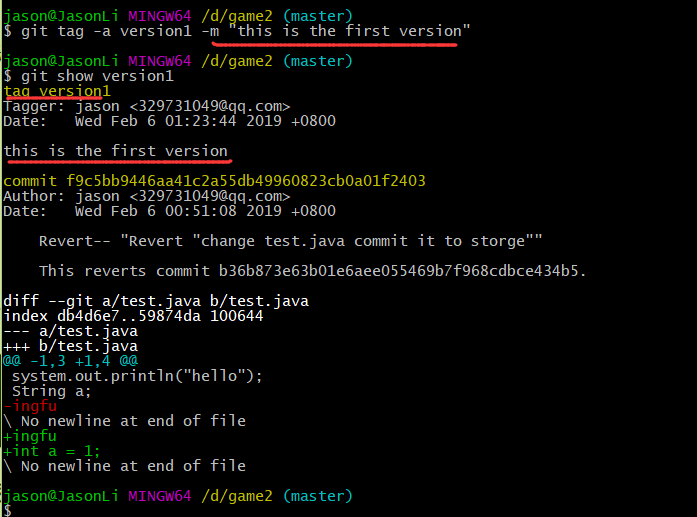 jason@JasonLi MINGW64 /d/game2 (master)
$ git tag -a version1 -m "this is the first version"
jason@JasonLi MINGW64 /d/game2 (master)
$ git show version1
tag version1
Tagger: jason <329731049@qq.com>
Date:   Wed Feb 6 01:23:44 2019 +0800
this is the first version
commit f9c5bb9446aa41c2a55db49960823cb0a01f2403
Author: jason <329731049@qq.com>
Date:   Wed Feb 6 00:51:08 2019 +0800
    Revert-- "Revert "change test.java commit it to storge""
    This reverts commit b36b873e63b01e6aee055469b7f968cdbce434b5.
diff --git a/test.java b/test.java
index db4d6e7..59874da 100644
--- a/test.java
+++ b/test.java
@@ -1,3 +1,4 @@
 system.out.println("hello");
 String a;
-ingfu
\ No newline at end of file
+ingfu
+int a = 1;
\ No newline at end of file
jason@JasonLi MINGW64 /d/game2 (master)
$